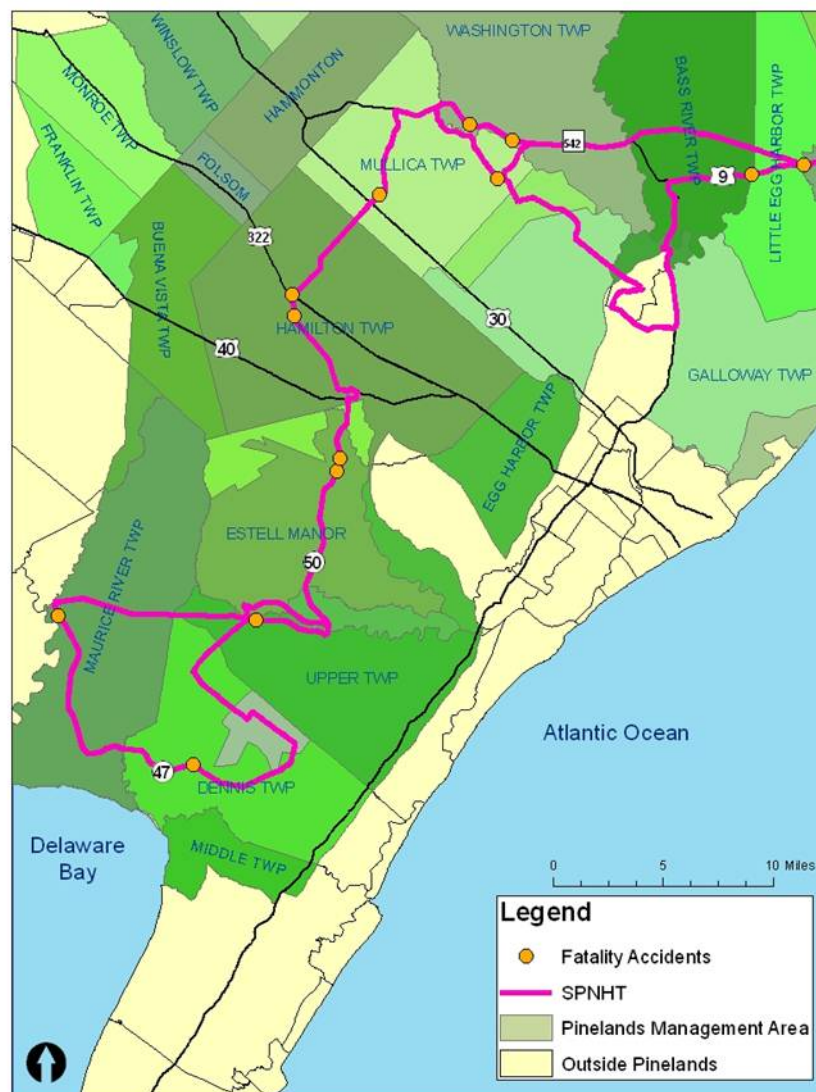 WASHINGTON TWP
WINSLOW TWP
HAMMONTON
MONROE TWP
BASS RIVER TWP
LITTLE EGG HARBOR TWP
FRANKLIN TWP
FOLSOM
MULLICA TWP
542
9
BUENA VISTA TWP
322
HAMILTON TWP
30
40
GALLOWAY TWP
EGG HARBOR TWP
ESTELL MANOR
50
MAURICE RIVER TWP
UPPER TWP
Atlantic Ocean
47
DENNIS TWP
Delaware
Bay
MIDDLE TWP
0 5 10 Miles
Legend
Fatality Accidents
SPNHT
Pinelands Management Area
Outside Pinelands